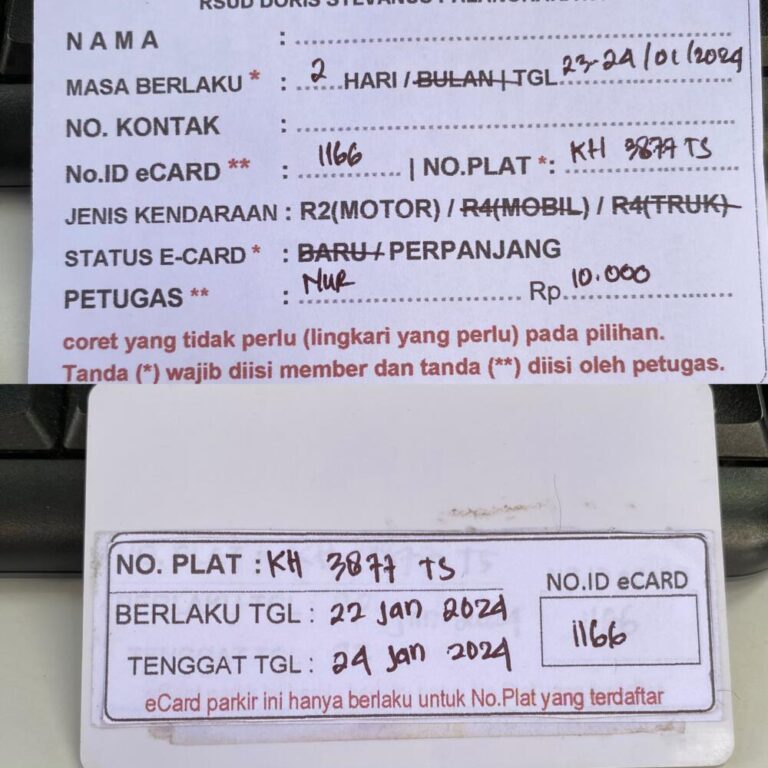 RSUD DORIS SYLVANUS
NAMA : 
MASA BERLAKU * : 2 HARI / BULAN | TGL 23-24/01/2024
NO. KONTAK : 
No.ID eCARD ** : 1166 | NO.PLAT *: KH 3877 TS
JENIS KENDARAAN : R2(MOTOR) / R4(MOBIL) / R4(TRUK)
STATUS E-CARD * : BARU / PERPANJANG
PETUGAS ** : NUR Rp 10.000
coret yang tidak perlu (lingkari yang perlu) pada pilihan.
Tanda (*) wajib diisi member dan tanda (**) diisi oleh petugas.
NO. PLAT : KH 3877 TS
NO.ID eCARD
BERLAKU TGL : 22 Jan 2024
1166
TENGGAT TGL : 24 Jan 2024
eCard parkir ini hanya berlaku untuk No.Plat yang terdaftar